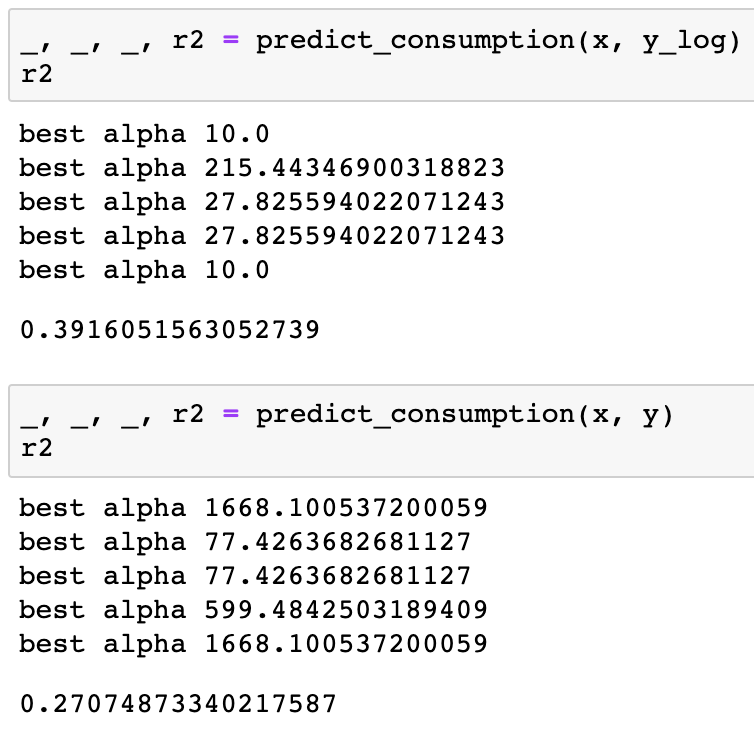 _, _, _, r2 = predict_consumption(x, y_log)
r2
best alpha 10.0
best alpha 215.44346900318823
best alpha 27.825594022071243
best alpha 27.825594022071243
best alpha 10.0
0.3916051563052739
_, _, _, r2 = predict_consumption(x, y)
r2
best alpha 1668.100537200059
best alpha 77.4263682681127
best alpha 77.4263682681127
best alpha 599.4842503189409
best alpha 1668.100537200059
0.27074873340217587